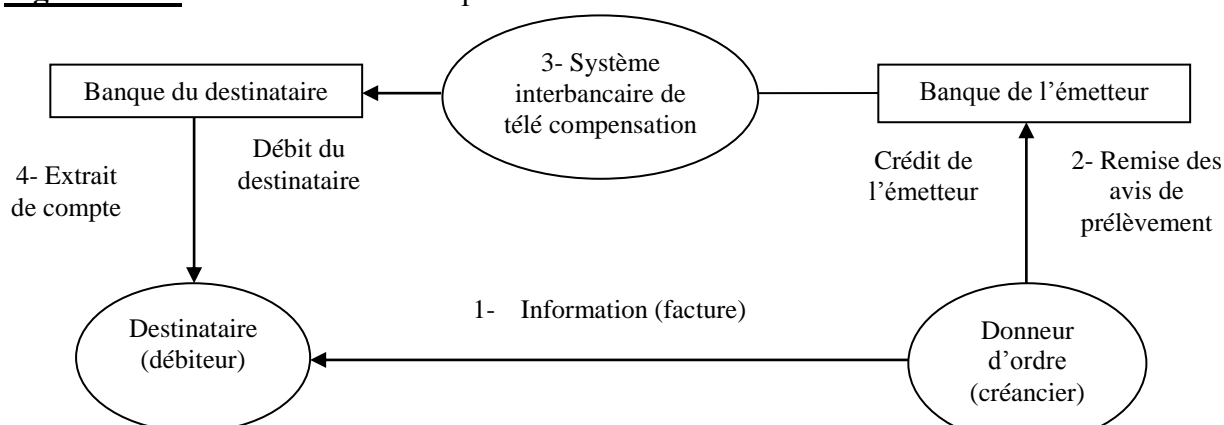 3- Système
interbancaire de
télé compensation
Banque du destinataire
Banque de l’émetteur
Débit du
destinataire
4- Extrait
de compte
Crédit de
l’émetteur
2- Remise des
avis de
prélèvement
1- Information (facture)
Destinataire
(débiteur)
Donneur
d’ordre
(créancier)